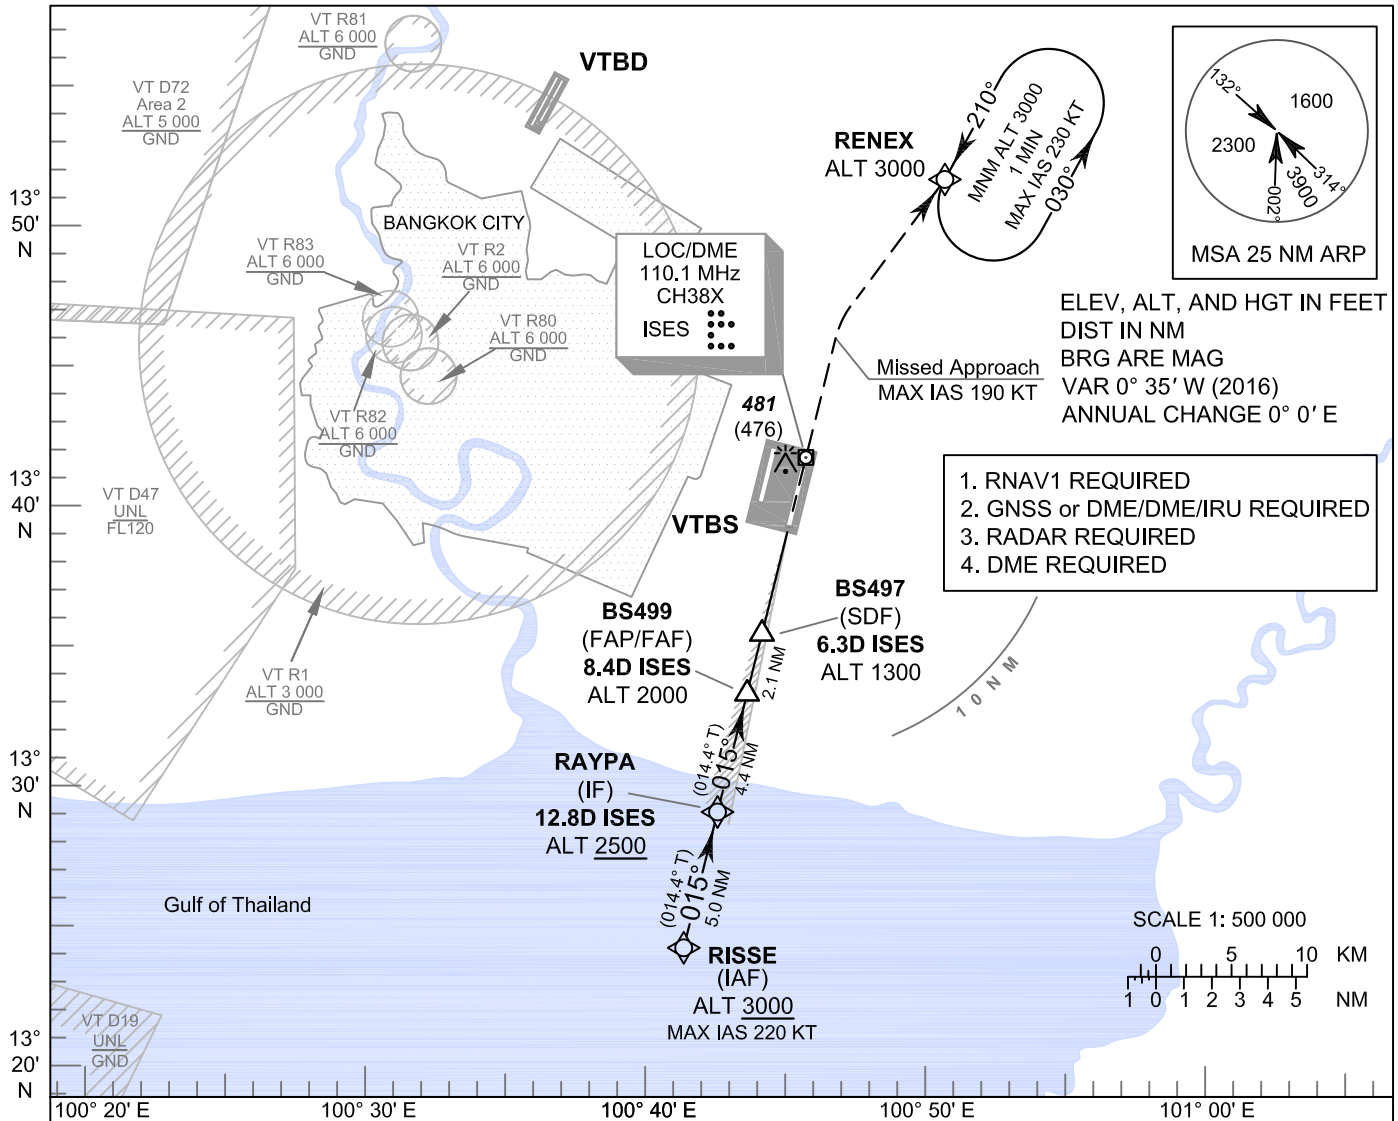 VT R81
ALT 6 000
GND
VTBD
VT D72
Area 2
ALT 5 000
GND
RENEX
ALT 3000
210°
MNM ALT 3000
1 MIN
MAX IAS 230 KT
030°
132°
1600
2300
3900
314°
002°
MSA 25 NM ARP
13°
50'
N
BANGKOK CITY
VT R83
ALT 6 000
GND
VT R2
ALT 6 000
GND
LOC/DME
110.1 MHz
CH38X
ISES
VT R80
ALT 6 000
GND
ELEV, ALT, AND HGT IN FEET
DIST IN NM
BRG ARE MAG
VAR 0° 35' W (2016)
ANNUAL CHANGE 0° 0' E
Missed Approach
MAX IAS 190 KT
VT R82
ALT 6 000
GND
481
(476)
13°
40'
N
VT D47
UNL
FL120
VTBS
1. RNAV1 REQUIRED
2. GNSS or DME/DME/IRU REQUIRED
3. RADAR REQUIRED
4. DME REQUIRED
BS499
(FAP/FAF)
8.4D ISES
ALT 2000
BS497
(SDF)
6.3D ISES
ALT 1300
2.1 NM
VT R1
ALT 3 000
GND
10 NM
13°
30'
N
RAYPA
(IF)
12.8D ISES
ALT 2500
(014.4° T)
015°
4.4 NM
(014.4° T)
015°
5.0 NM
Gulf of Thailand
RISSE
(IAF)
ALT 3000
MAX IAS 220 KT
SCALE 1: 500 000
0 5 10 KM
1 0 1 2 3 4 5 NM
VT D19
UNL
GND
13°
20'
N
100° 20' E
100° 30' E
100° 40' E
100° 50' E
101° 00' E